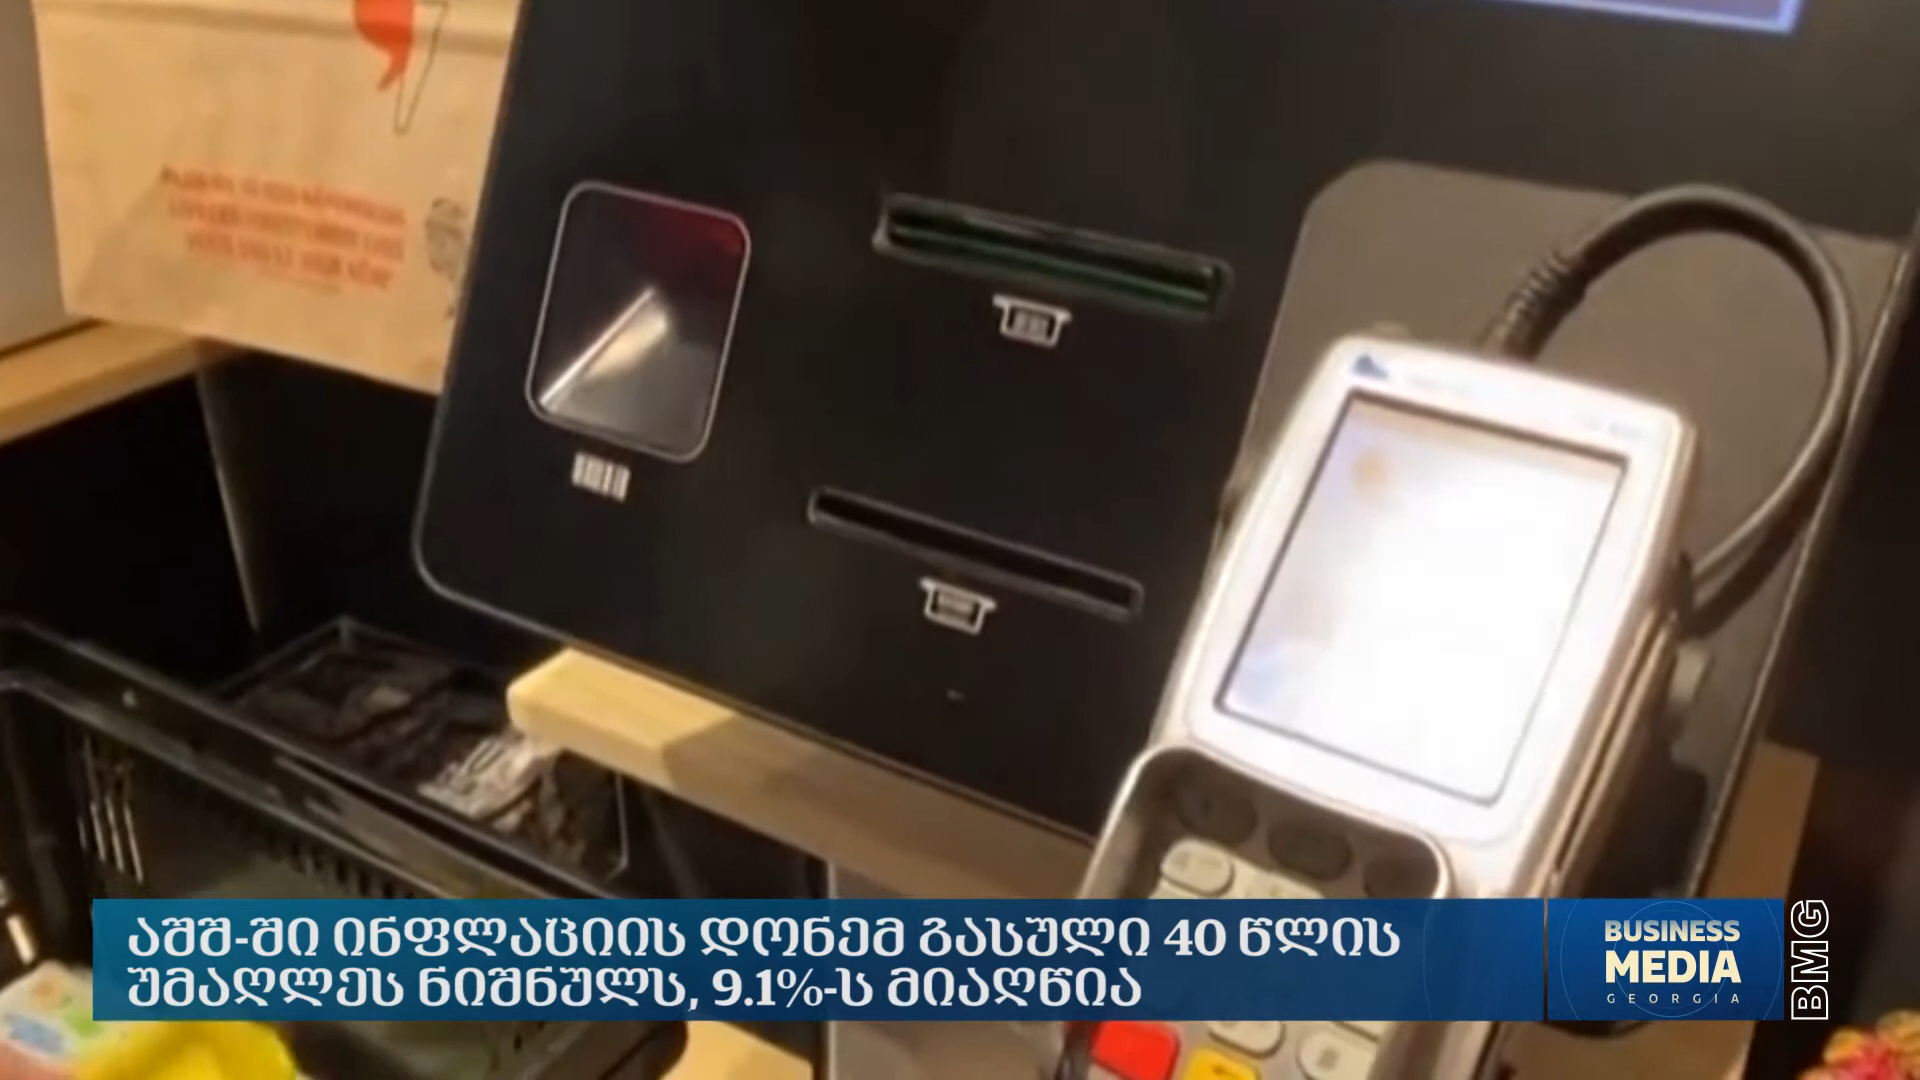 აშშ-ში ინფლაციის დონემ გასული 40 წლის
უმაღლეს ნიშნულს, 9.1%-ს მიაღწია
BUSINESS
MEDIA
GEORGIA
BMG